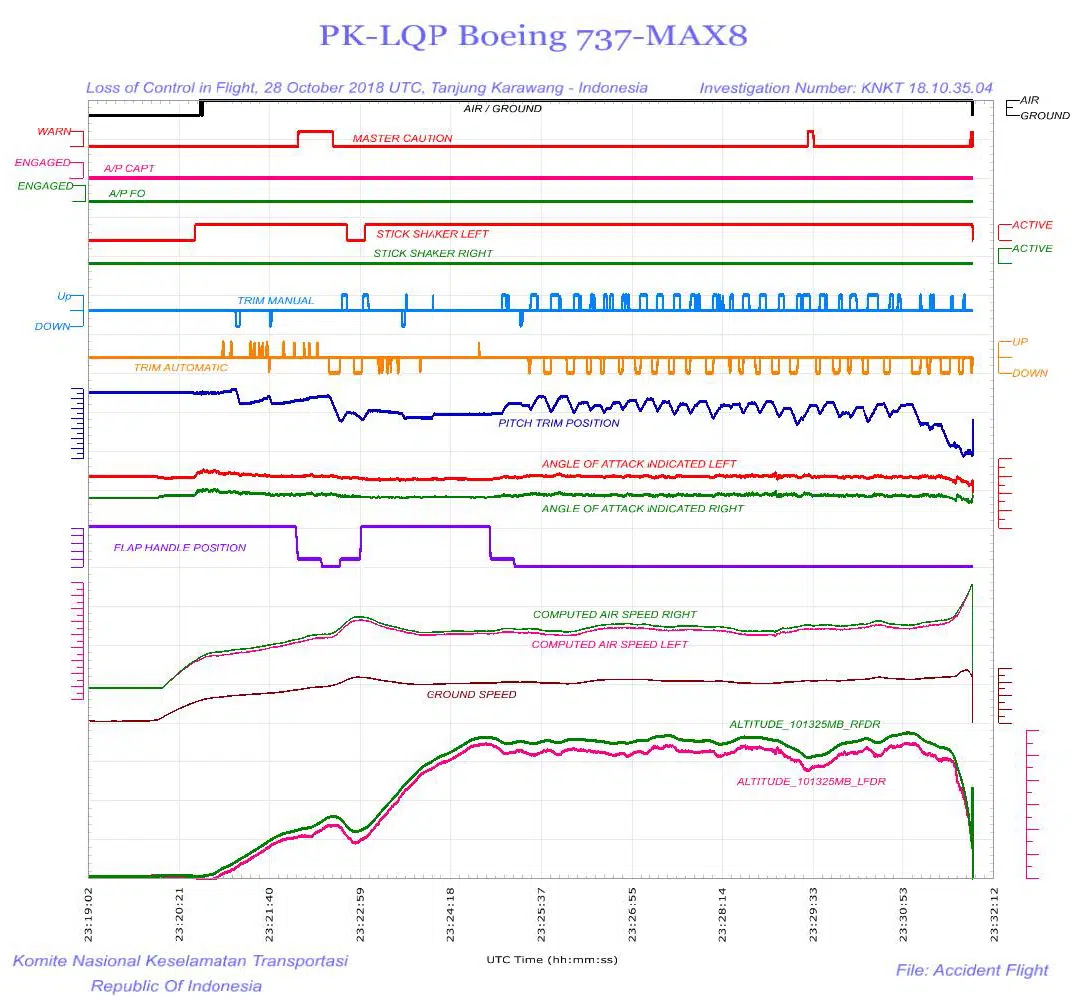 PK-LQP Boeing 737-MAX8
Loss of Control in Flight, 28 October 2018 UTC, Tanjung Karawang - Indonesia
Investigation Number: KNKT 18.10.35.04
AIR / GROUND
AIR
GROUND
WARN
MASTER CAUTION
ENGAGED
A/P CAPT
ENGAGED
A/P FO
STICK SHAKER LEFT
ACTIVE
STICK SHAKER RIGHT
ACTIVE
Up
TRIM MANUAL
DOWN
UP
TRIM AUTOMATIC
DOWN
PITCH TRIM POSITION
ANGLE OF ATTACK INDICATED LEFT
ANGLE OF ATTACK INDICATED RIGHT
FLAP HANDLE POSITION
COMPUTED AIR SPEED RIGHT
COMPUTED AIR SPEED LEFT
GROUND SPEED
ALTITUDE_101325MB_RFDR
ALTITUDE_101325MB_LFDR
23:19:02
23:20:21
23:21:40
23:22:59
23:24:18
23:25:37
23:26:55
23:28:14
23:29:33
23:30:53
23:32:12
UTC Time (hh:mm:ss)
Komite Nasional Keselamatan Transportasi
Republic Of Indonesia
File: Accident Flight